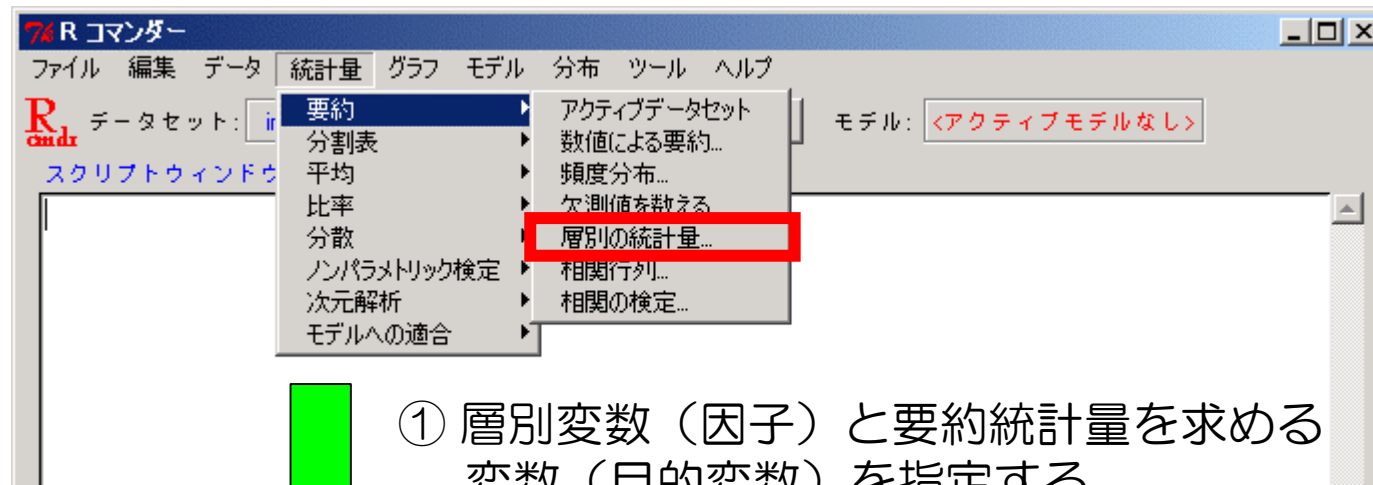 R コマンダー
ファイル 編集 データ 統計量 グラフ モデル 分布 ツール ヘルプ
R cmdr データセット: モデル: <アクティブモデルなし>
スクリプトウィンドウ
要約
分割表
平均
比率
分散
ノンパラメトリック検定
次元解析
モデルへの適合
アクティブデータセット
数値による要約...
頻度分布...
欠測値を数える
層別の統計量...
相関行列...
相関の検定...
① 層別変数（因子）と要約統計量を求める
変数（目的変数）を指定する